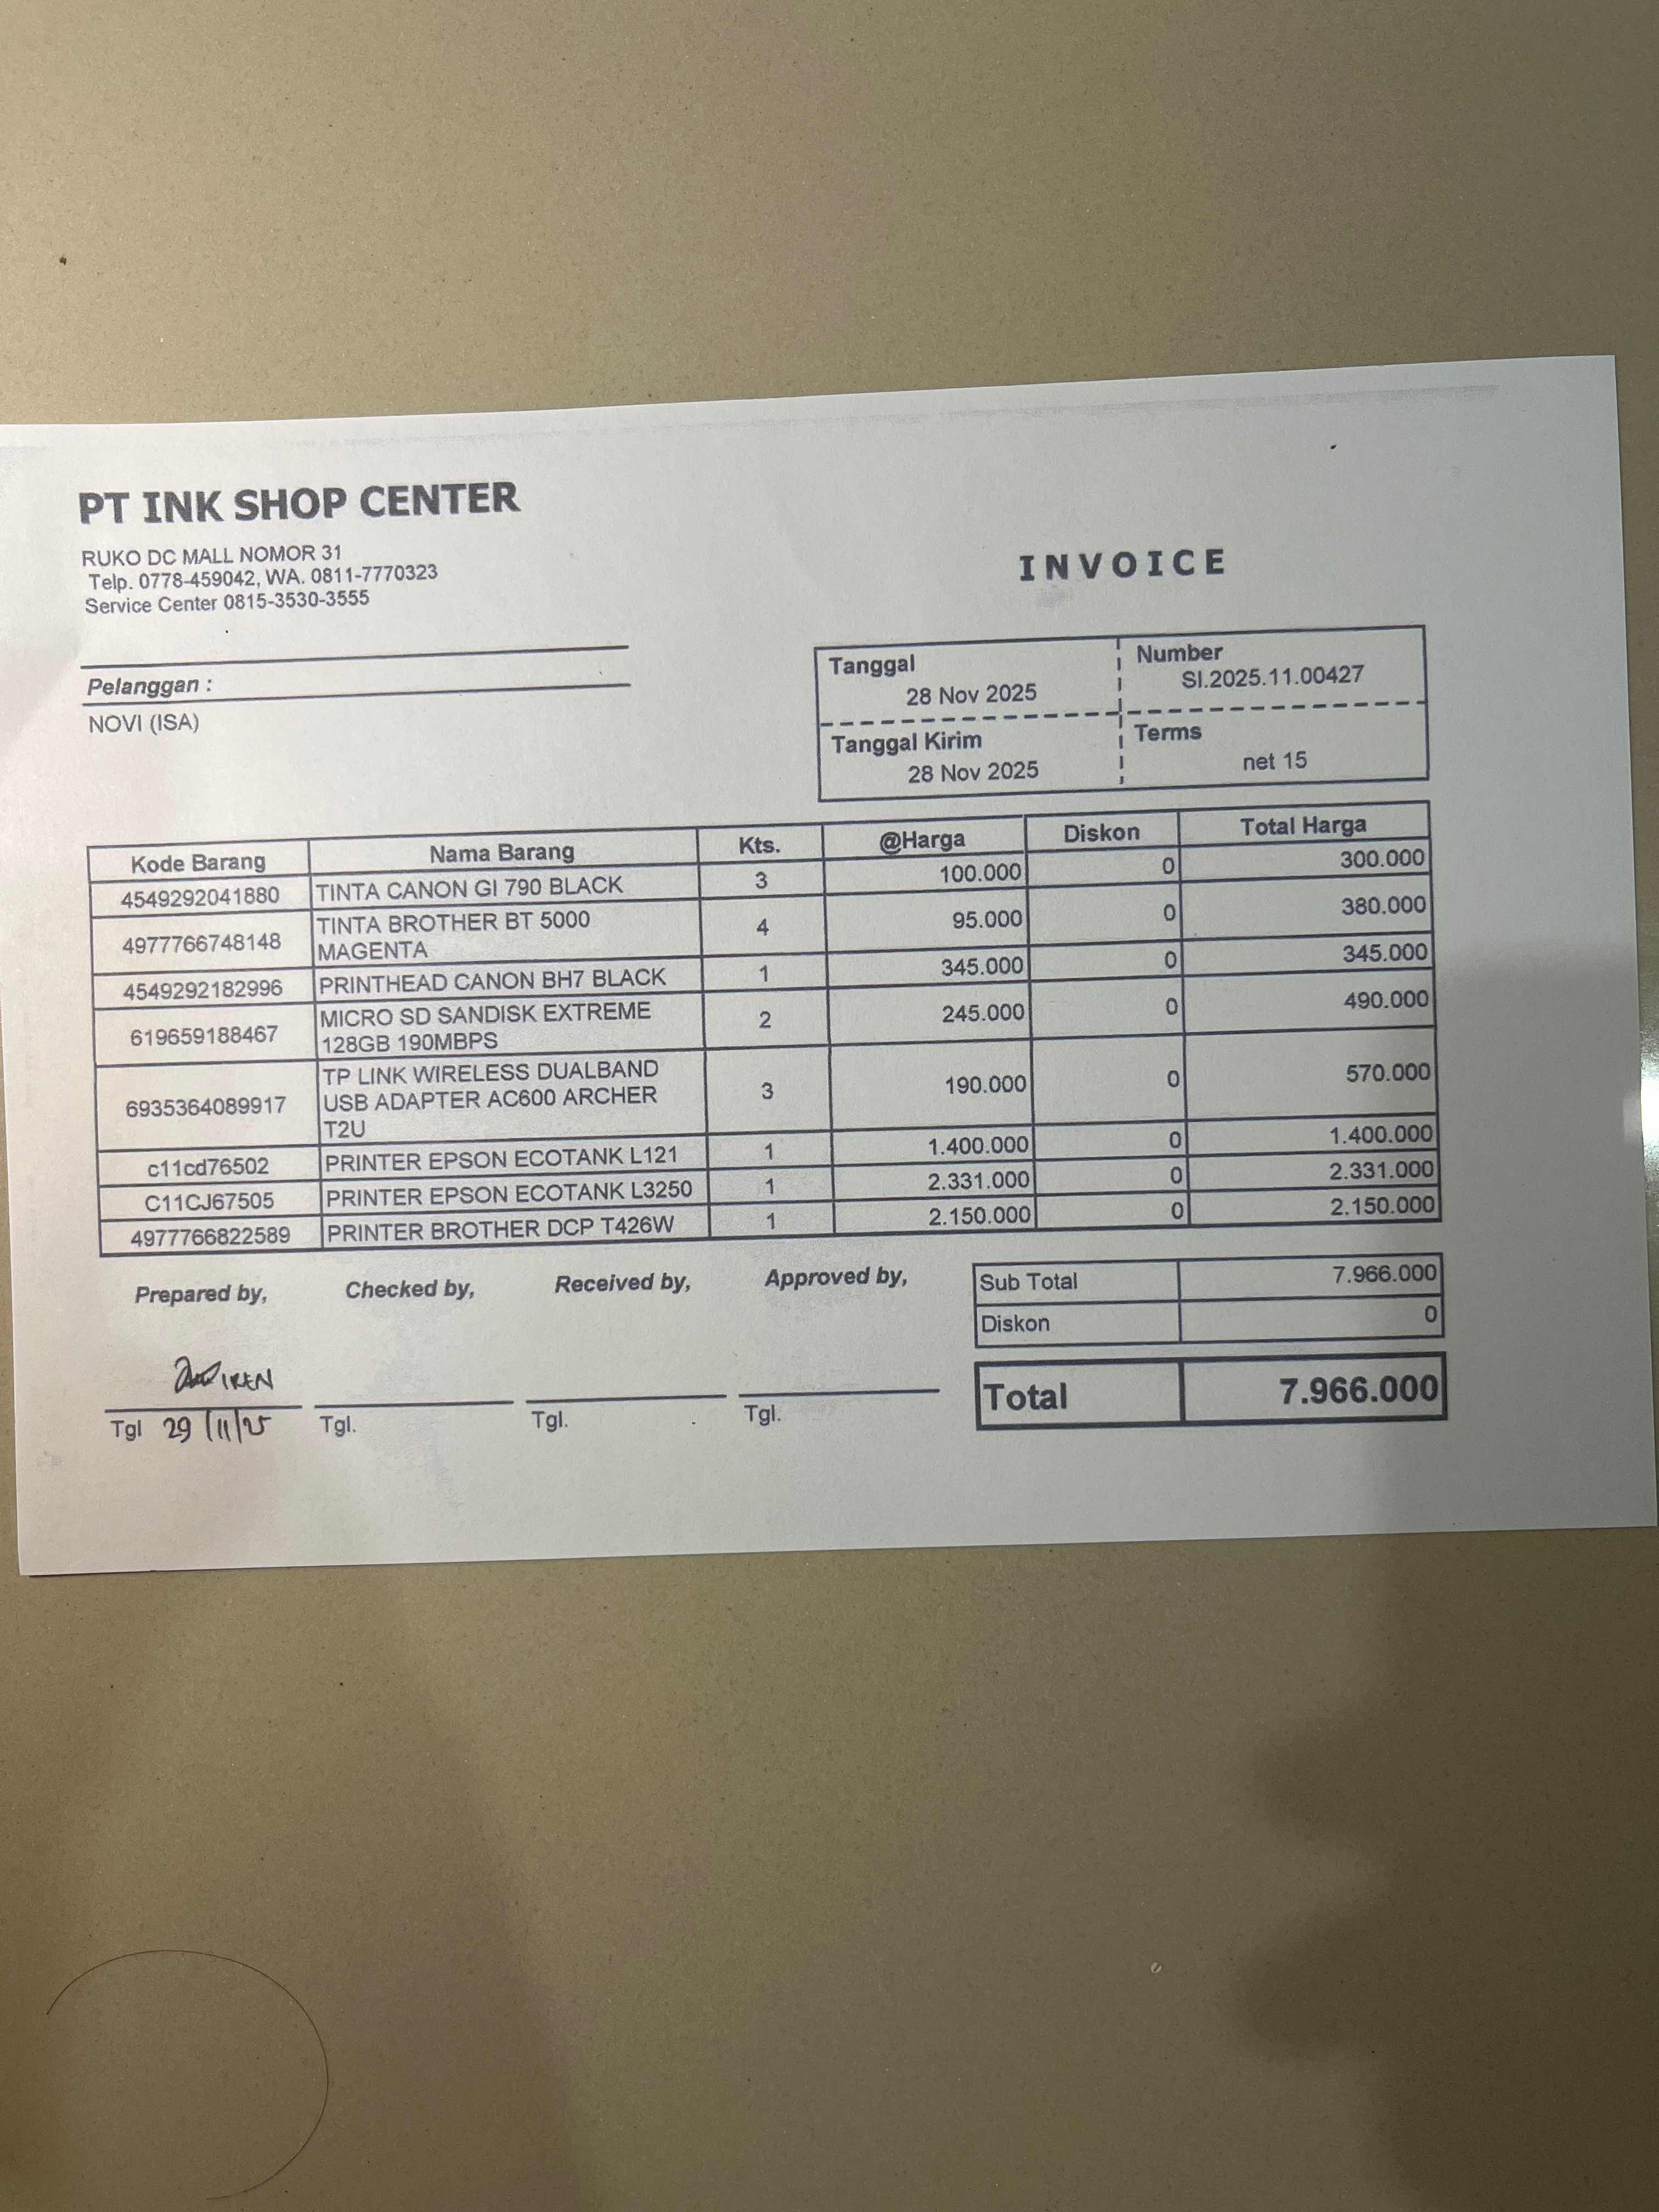 PT INK SHOP CENTER
RUKO DC MALL NOMOR 31
Telp. 0778-459042, WA. 0811-7770323
Service Center 0815-3530-3555
INVOICE
Pelanggan :
NOVI (ISA)
Tanggal
28 Nov 2025
Number
SI.2025.11.00427
Tanggal Kirim
28 Nov 2025
Terms
net 15
Kode Barang Nama Barang Kts. @Harga Diskon Total Harga
4549292041880 TINTA CANON GI 790 BLACK 3 100.000 0 300.000
4977766748148 TINTA BROTHER BT 5000 4 95.000 0 380.000
MAGENTA
4549292182996 PRINTHEAD CANON BH7 BLACK 1 345.000 0 345.000
619659188467 MICRO SD SANDISK EXTREME 2 245.000 0 490.000
128GB 190MBPS
6935364089917 TP LINK WIRELESS DUALBAND 3 190.000 0 570.000
USB ADAPTER AC600 ARCHER
T2U
c11cd76502 PRINTER EPSON ECOTANK L121 1 1.400.000 0 1.400.000
C11CJ67505 PRINTER EPSON ECOTANK L3250 1 2.331.000 0 2.331.000
4977766822589 PRINTER BROTHER DCP T426W 1 2.150.000 0 2.150.000
Prepared by, Checked by, Received by, Approved by,
Sub Total 7.966.000
Diskon 0
Total 7.966.000
IREN
Tgl 29/11/25 Tgl. Tgl. Tgl.